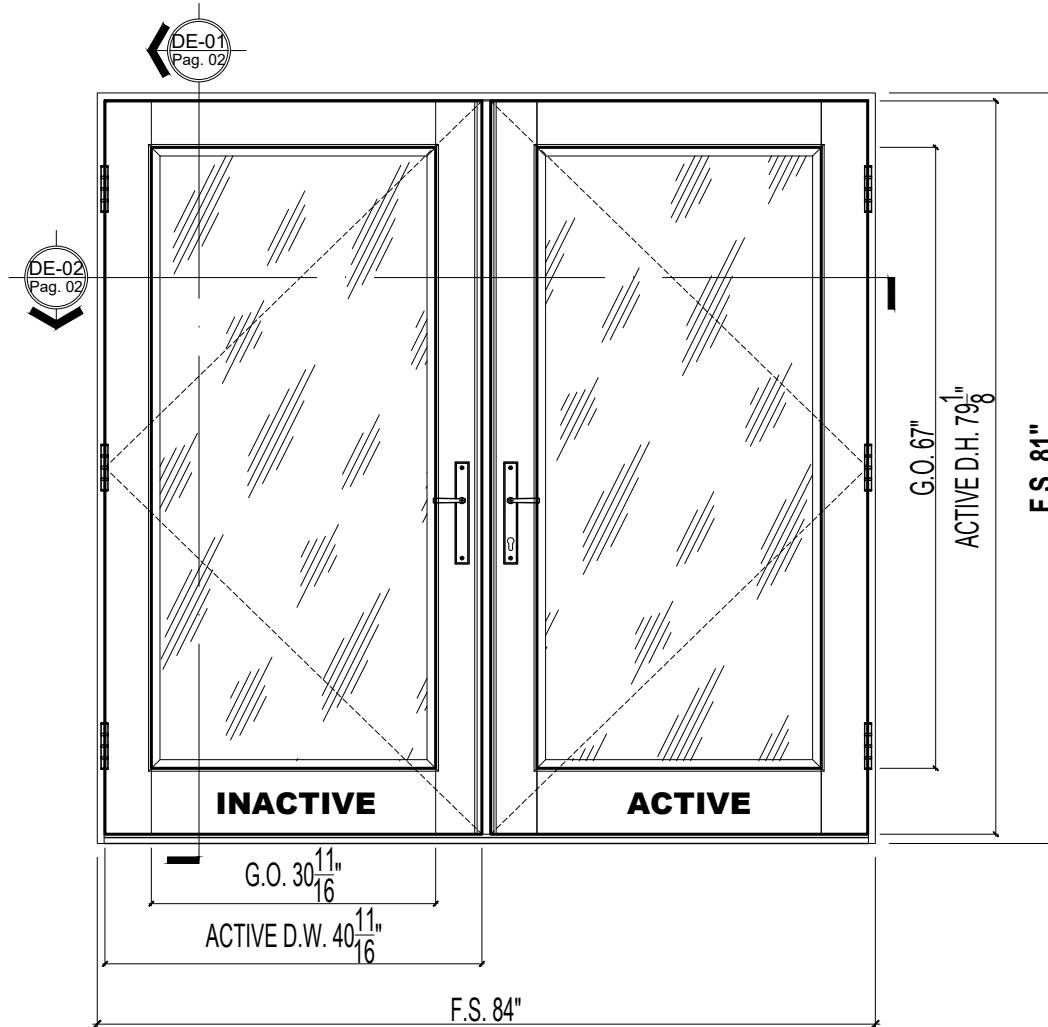 DE-01
Pag. 02
DE-02
Pag. 02
G.O. 67"
ACTIVE D.H. 79 1/8"
F.S. 81"
INACTIVE
ACTIVE
G.O. 30 11/16"
ACTIVE D.W. 40 11/16"
F.S. 84"